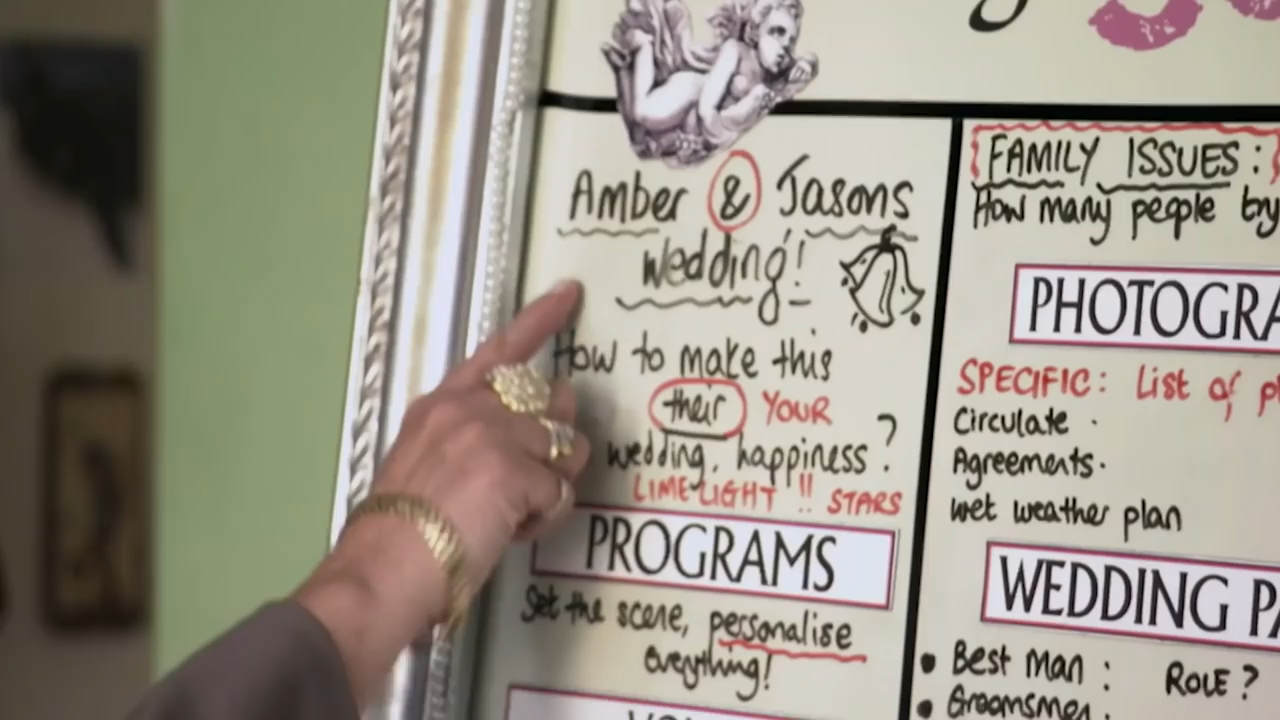 Amber & Jasons
Wedding!
How to make this
their YOUR
wedding, happiness?
LIMELIGHT !! STARS
PROGRAMS
Set the scene, personalise
everything!
FAMILY ISSUES:
How many people
PHOTOGRA
SPECIFIC: List of
Circulate
Agreements.
wet weather plan
WEDDING
• Best Man : ROLE?
• Groomsmen